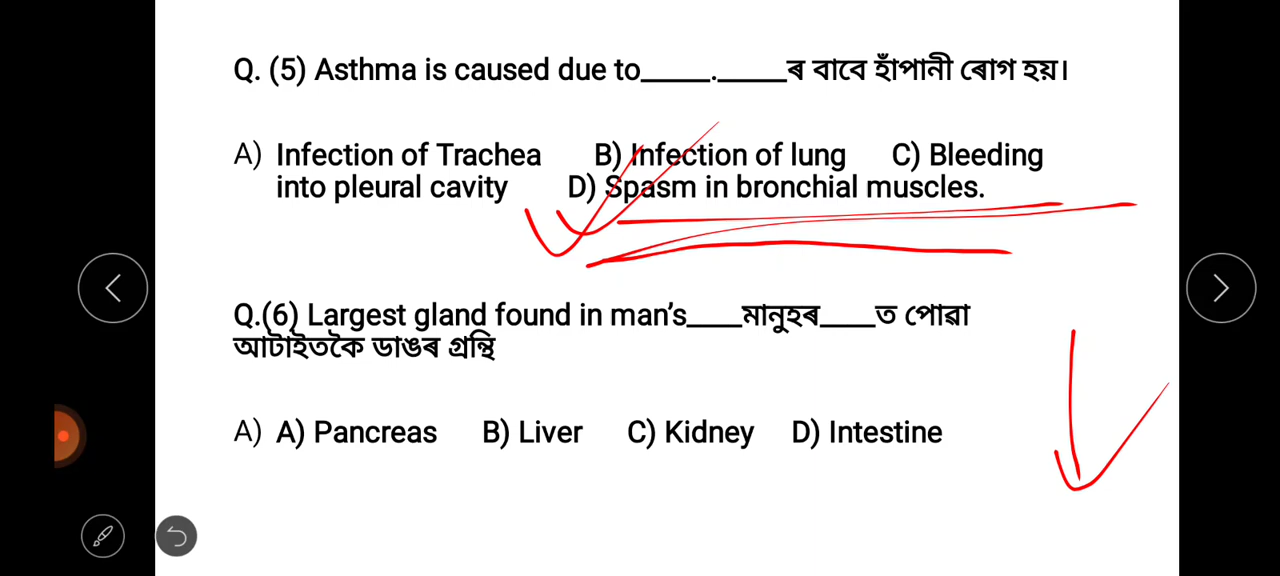 Q. (5) Asthma is caused due to_____._____ৰ বাবে হাঁপানী ৰোগ হয়।
A) Infection of Trachea B) Infection of lung C) Bleeding
into pleural cavity D) Spasm in bronchial muscles.
Q.(6) Largest gland found in man’s____মানুহৰ____ত পোৱা
আটাইতকৈ ডাঙৰ গ্ৰন্থি
A) A) Pancreas B) Liver C) Kidney D) Intestine